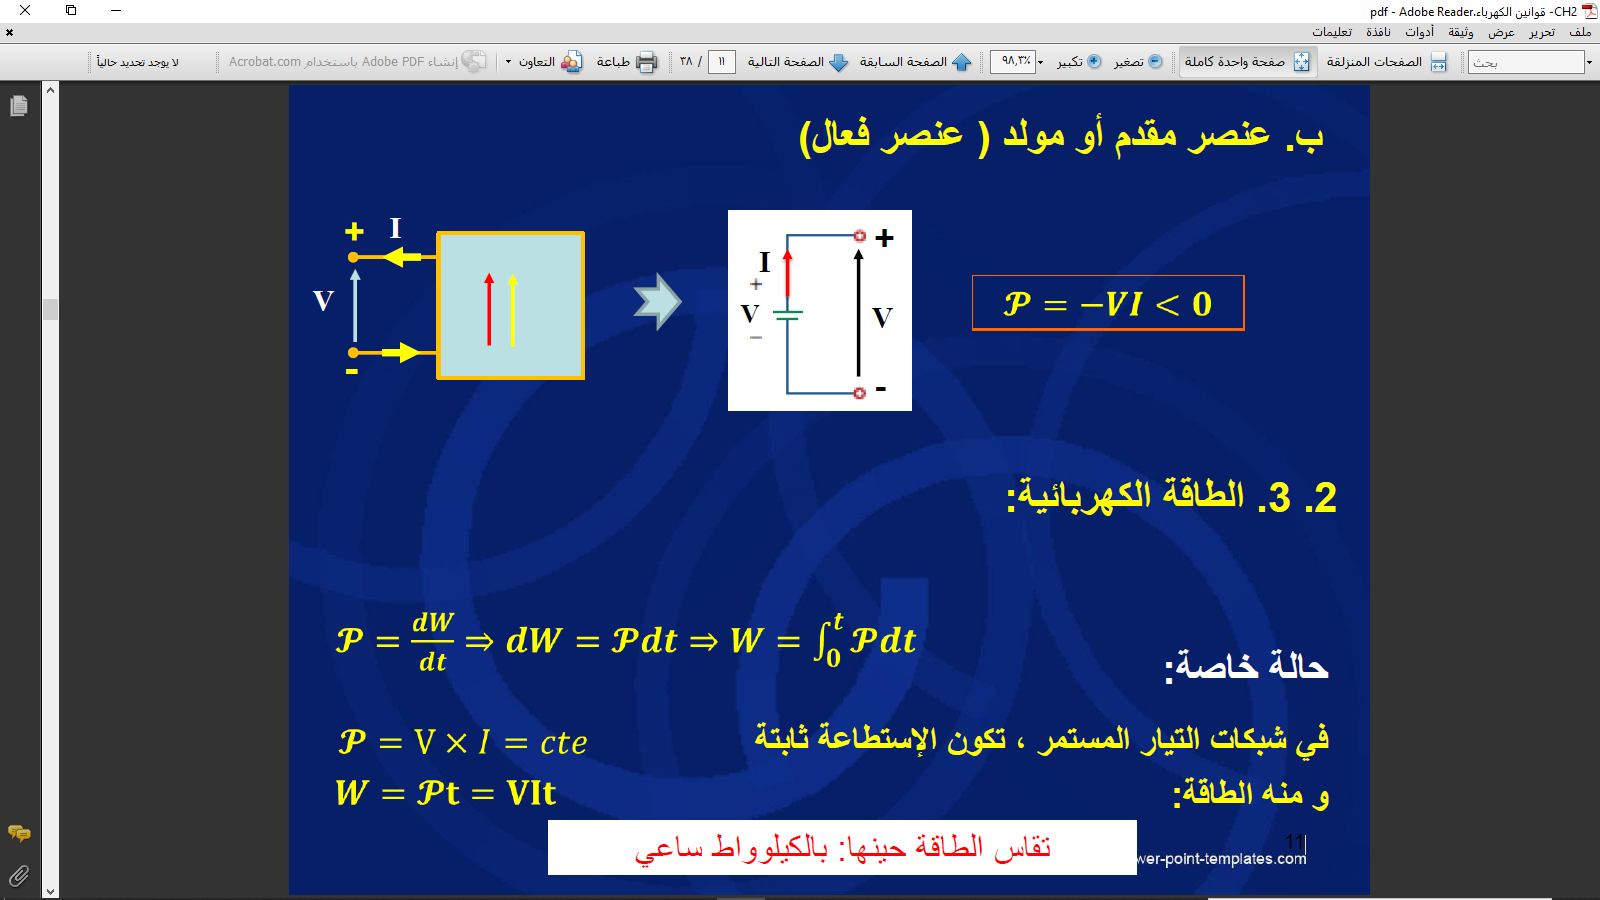 CH2- قوانين الكهرباء.pdf - Adobe Reader
ملف تحرير عرض وثيقة أدوات نافذة تعليمات
بحث الصفحات المنزلقة صفحة واحدة كاملة تصغير تكبير ٩٨,٣% الصفحة السابقة الصفحة التالية ١١ / ٣٨ طباعة التعاون إنشاء Adobe PDF باستخدام Acrobat.com لا يوجد تحديد حالياً
ب. عنصر مقدم أو مولد ( عنصر فعال)
+ I
V
-
I + V −
+ V -
𝒫 = −VI < 0
2. 3. الطاقة الكهربائية:
𝒫 = dW/dt ⇒ dW = 𝒫dt ⇒ W = ∫₀ᵗ 𝒫dt
حالة خاصة:
في شبكات التيار المستمر ، تكون الإستطاعة ثابتة
𝒫 = V × I = cte
و منه الطاقة:
W = 𝒫t = VIt
تقاس الطاقة حينها: بالكيلوواط ساعي
11
wer-point-templates.com